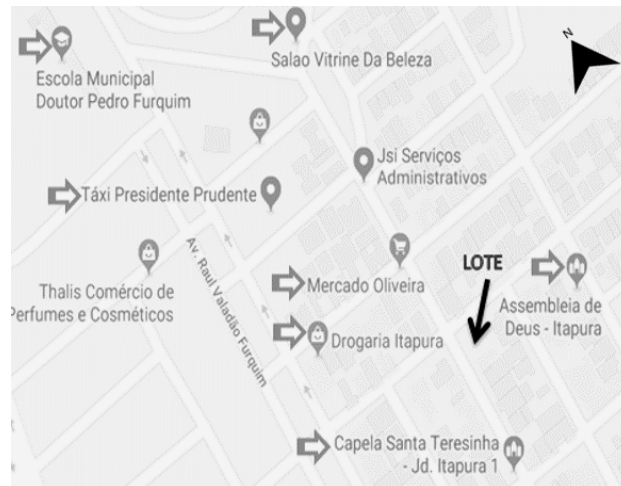 N
Salao Vitrine Da Beleza
Escola Municipal
Doutor Pedro Furquim
Jsi Serviços
Administrativos
Táxi Presidente Prudente
Av. Raul Valadão Furquim
LOTE
Thalis Comércio de
Perfumes e Cosméticos
Mercado Oliveira
Assembleia de
Deus - Itapura
Drogaria Itapura
Capela Santa Teresinha
- Jd. Itapura 1